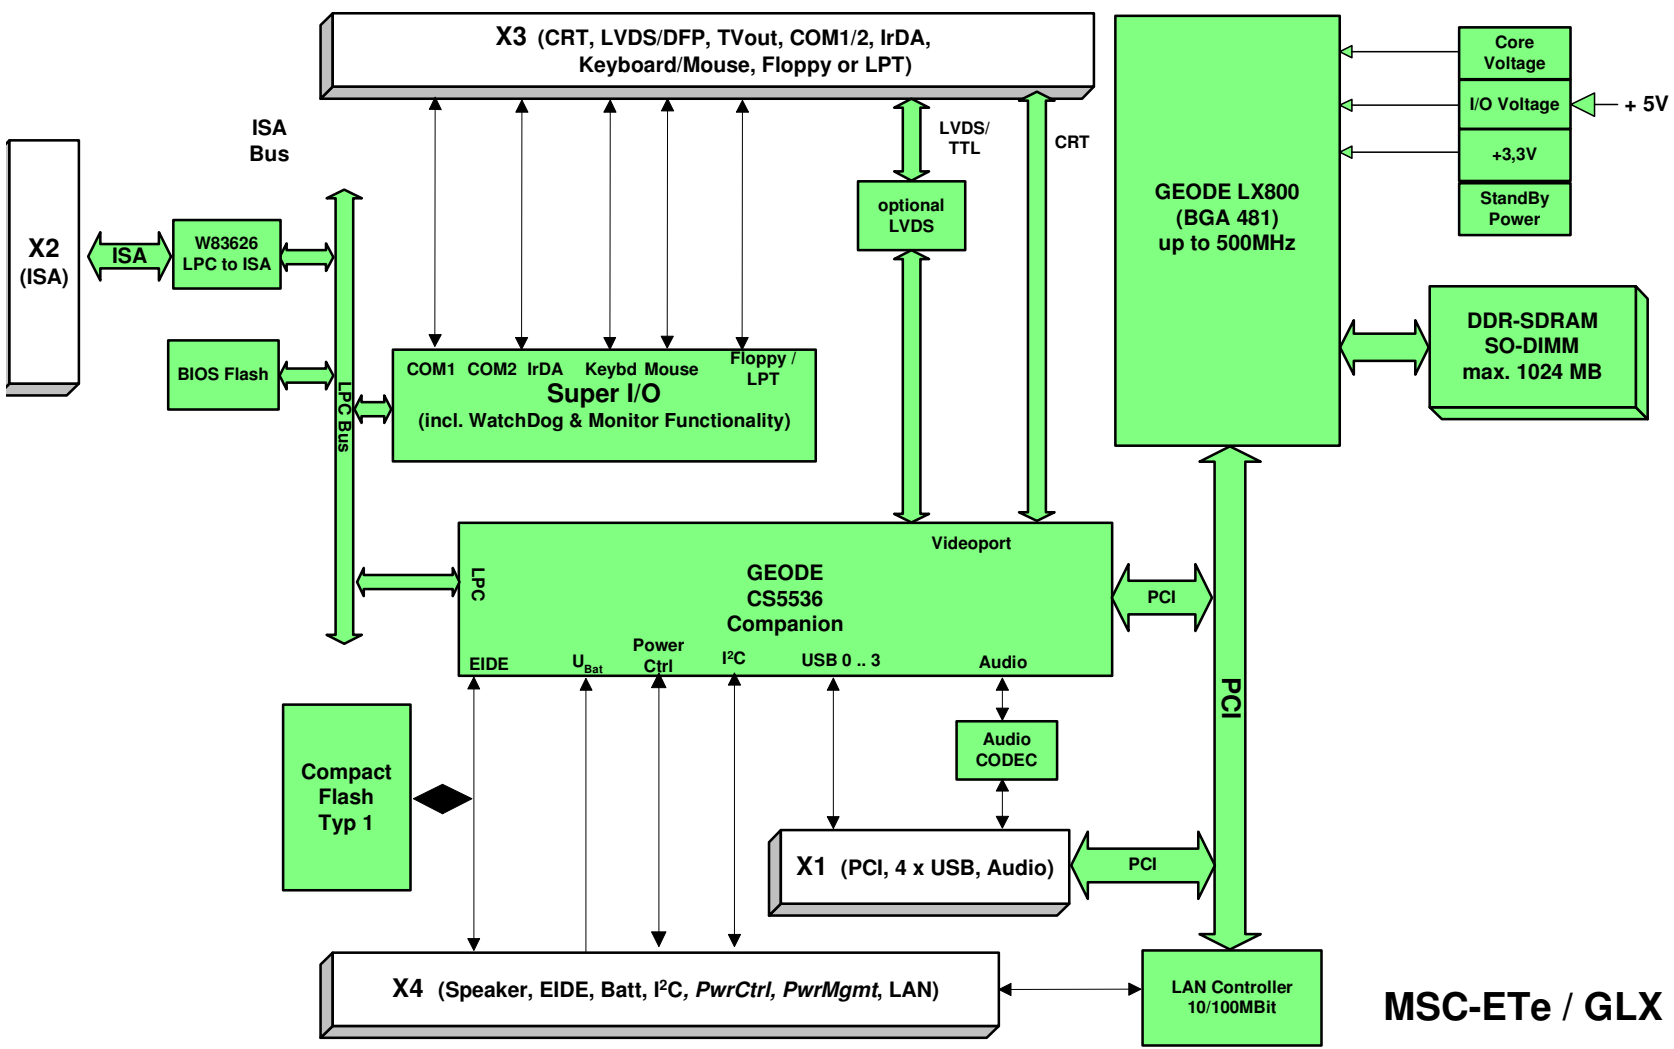 X3 (CRT, LVDS/DFP, TVout, COM1/2, IrDA,
Keyboard/Mouse, Floppy or LPT)
Core
Voltage
I/O Voltage
+ 5V
+3,3V
StandBy
Power
ISA
Bus
LVDS/
TTL
CRT
GEODE LX800
(BGA 481)
up to 500MHz
optional
LVDS
X2
(ISA)
ISA
W83626
LPC to ISA
DDR-SDRAM
SO-DIMM
max. 1024 MB
BIOS Flash
LPC Bus
COM1 COM2 IrDA Keybd Mouse Floppy /
LPT
Super I/O
(incl. WatchDog & Monitor Functionality)
Videoport
LPC
GEODE
CS5536
Companion
PCI
EIDE
UBat
Power
Ctrl
I²C
USB 0 .. 3
Audio
PCI
Compact
Flash
Typ 1
Audio
CODEC
X1 (PCI, 4 x USB, Audio)
PCI
X4 (Speaker, EIDE, Batt, I²C, PwrCtrl, PwrMgmt, LAN)
LAN Controller
10/100MBit
MSC-ETe / GLX